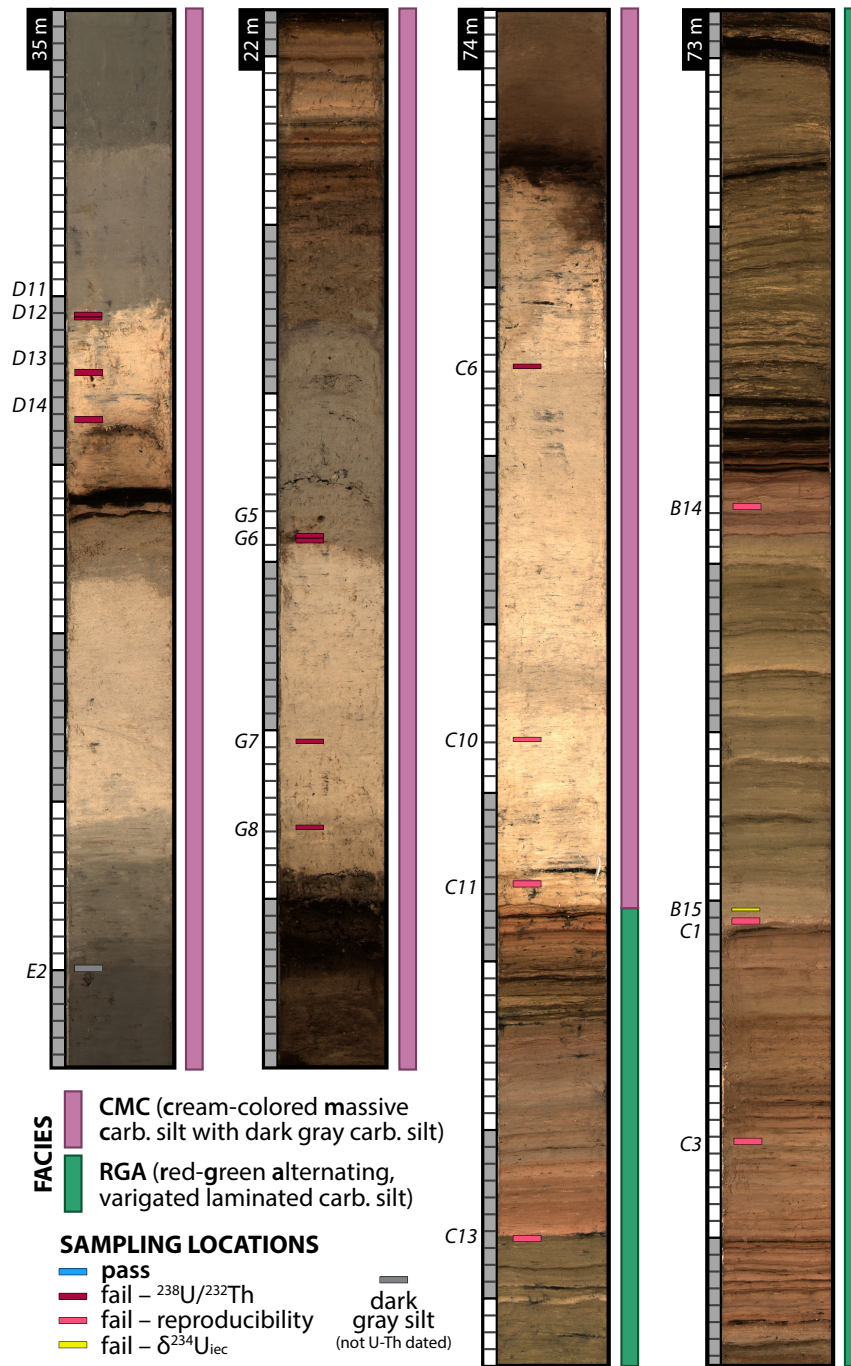 35 m
22 m
74 m
73 m
D11
D12
D13
D14
E2
G5
G6
G7
G8
C6
C10
C11
C13
B14
B15
C1
C3
FACIES
CMC (cream-colored massive
carb. silt with dark gray carb. silt)
RGA (red-green alternating,
varigated laminated carb. silt)
SAMPLING LOCATIONS
pass
fail – ²³⁸U/²³²Th
fail – reproducibility
fail – δ²³⁴Uiec
dark
gray silt
(not U-Th dated)